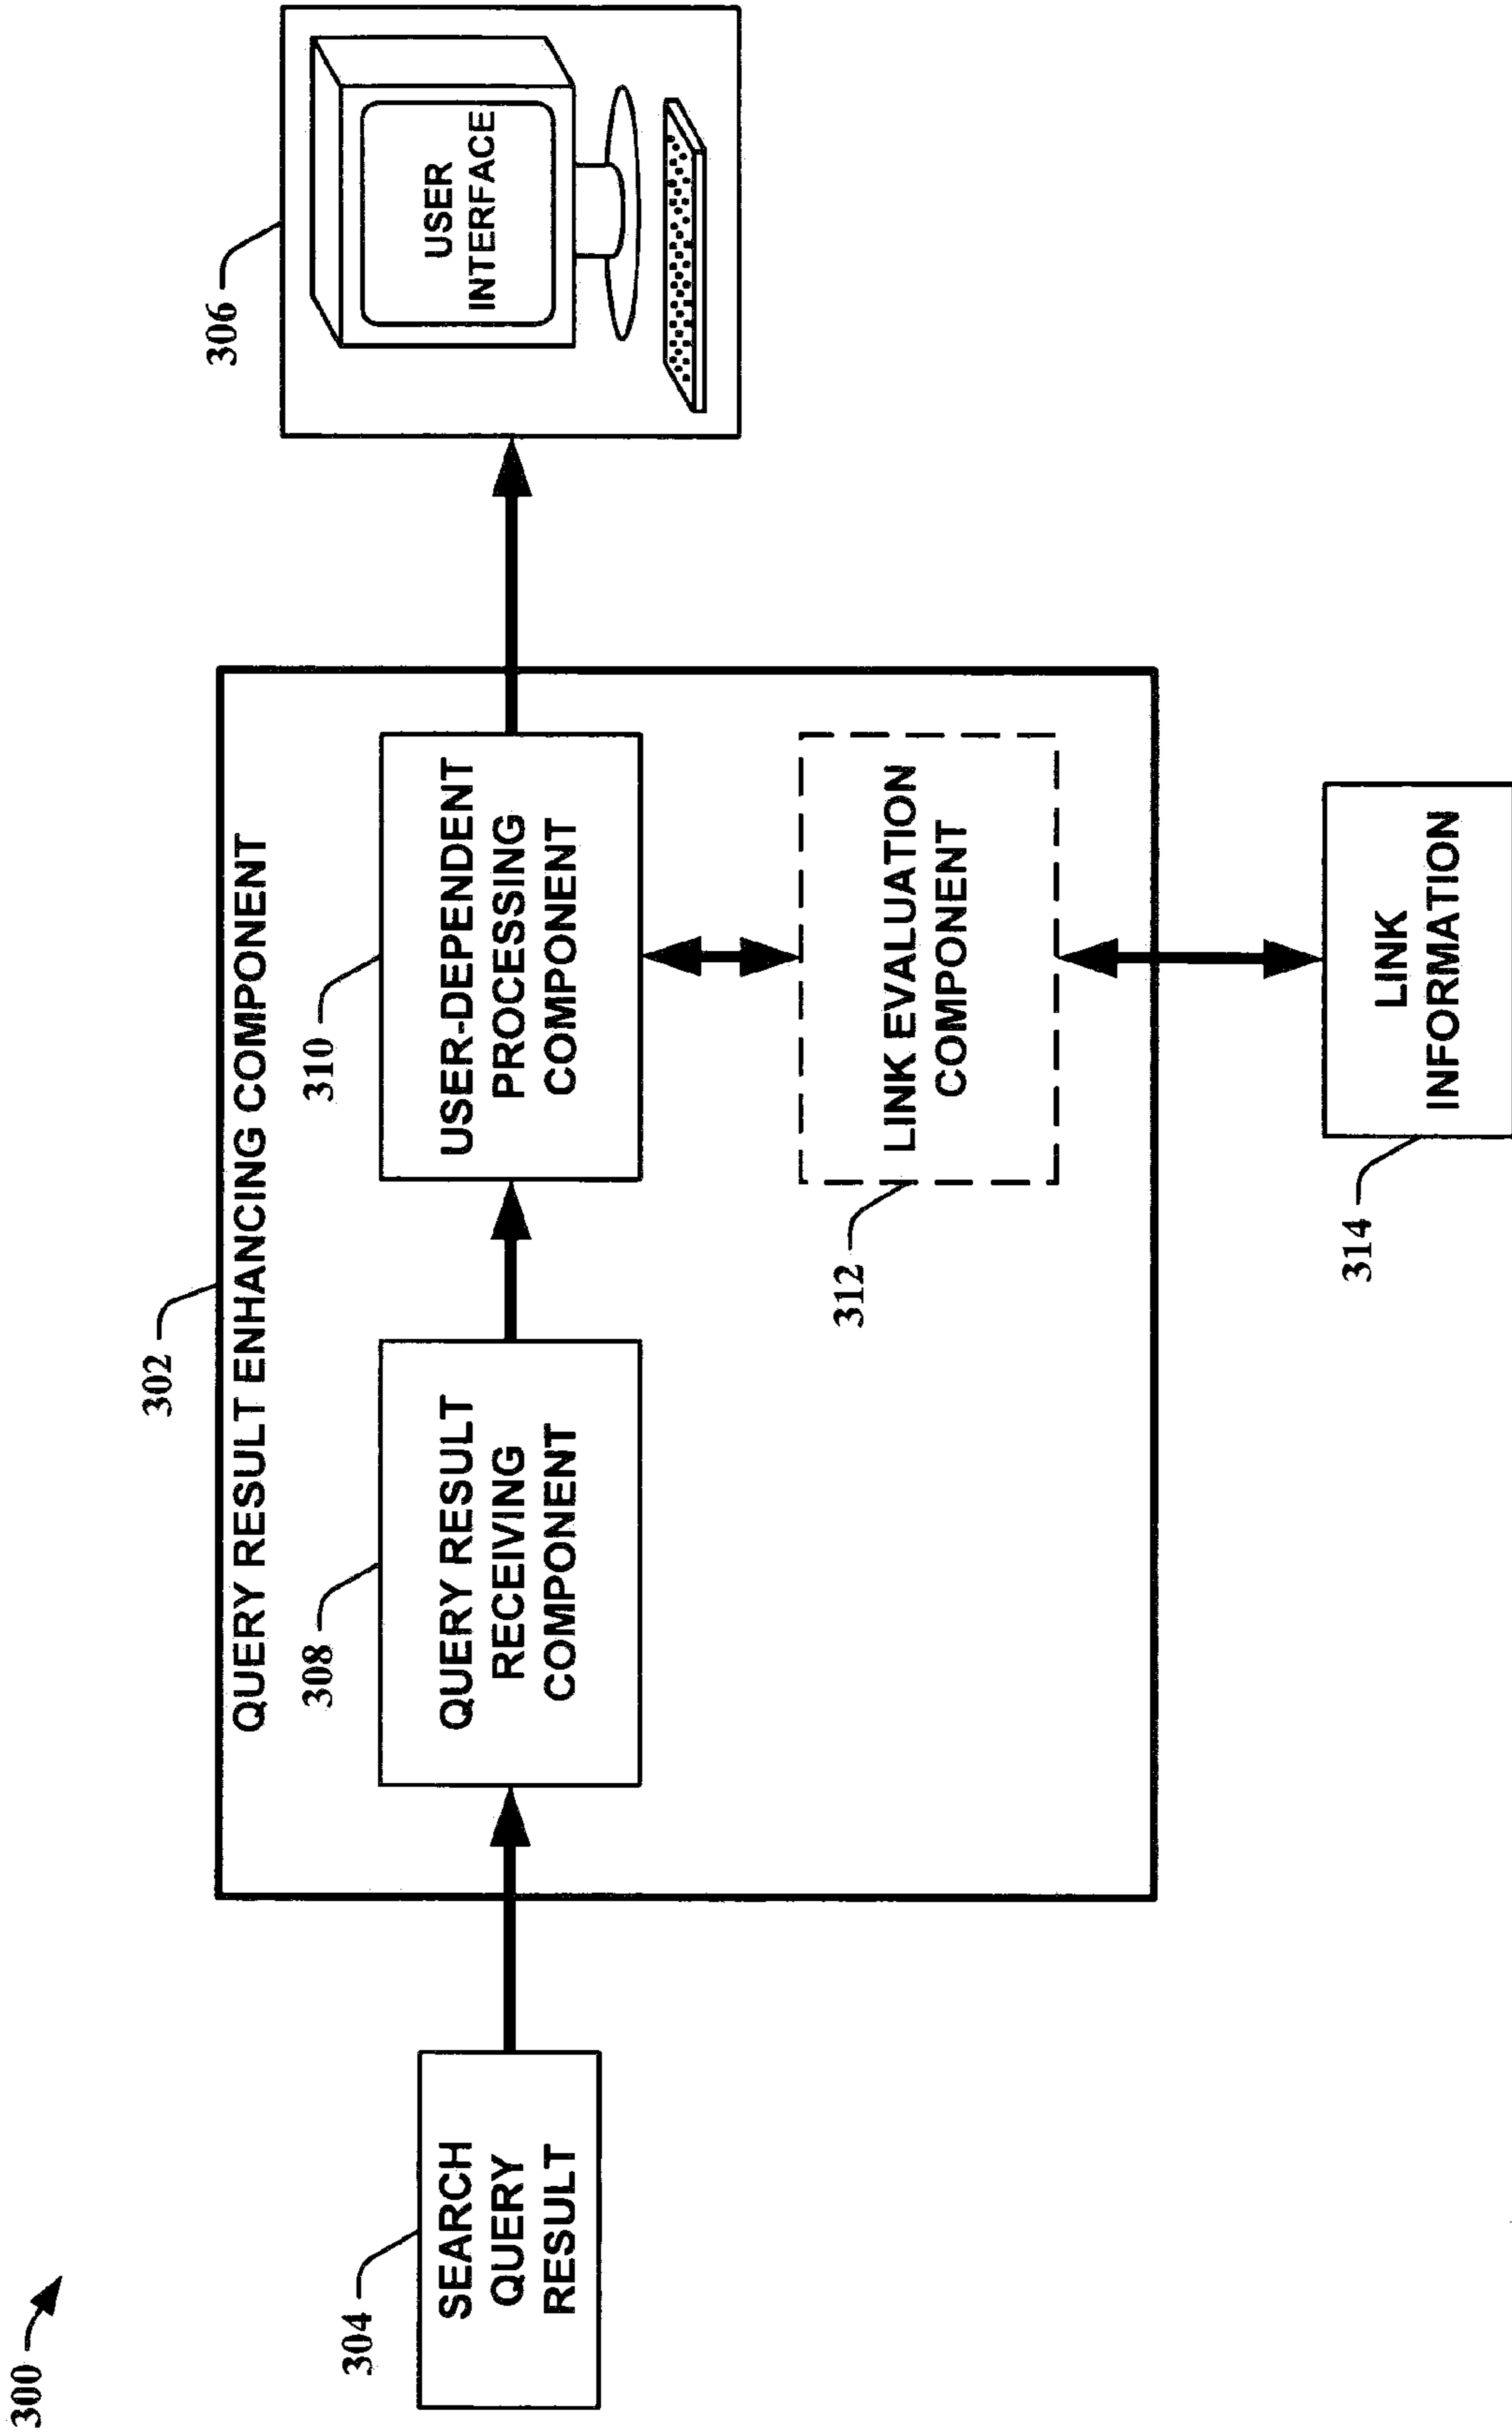 300
302
QUERY RESULT ENHANCING COMPONENT
304
SEARCH
QUERY
RESULT
308
QUERY RESULT
RECEIVING
COMPONENT
310
USER-DEPENDENT
PROCESSING
COMPONENT
306
USER
INTERFACE
312
LINK EVALUATION
COMPONENT
314
LINK
INFORMATION